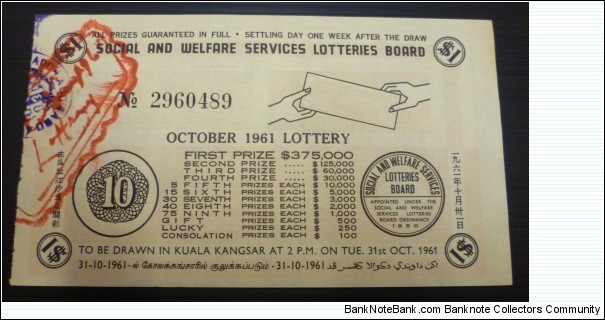 ALL PRIZES GUARANTEED IN FULL • SETTLING DAY ONE WEEK AFTER THE DRAW
$1 SOCIAL AND WELFARE SERVICES LOTTERIES BOARD $1
№ 2960489
OCTOBER 1961 LOTTERY
FIRST PRIZE $375,000
SECOND PRIZE ..... $ 125,000
THIRD PRIZE ..... $ 60,000
FOURTH PRIZE ..... $ 30,000
5 FIFTH PRIZES EACH $ 10,000
15 SIXTH PRIZES EACH $ 5,000
30 SEVENTH PRIZES EACH $ 3,000
40 EIGHTH PRIZES EACH $ 2,000
75 NINTH PRIZES EACH $ 1,000
GIFT PRIZES EACH $ 500
LUCKY PRIZES EACH $ 250
CONSOLATION PRIZES EACH $ 100
10
SOCIAL AND WELFARE SERVICES
LOTTERIES
BOARD
APPOINTED UNDER THE
SOCIAL AND WELFARE
SERVICES LOTTERIES
BOARD ORDINANCE
1950
一九六一年十月卅一日
$1 TO BE DRAWN IN KUALA KANGSAR AT 2 P.M. ON TUE. 31st OCT. 1961 $1
31-10-1961-ல் கோலக்கங்சாரில் குலுக்கப்படும் · 31-10-1961
BankNoteBank.com -Banknote Collectors Community